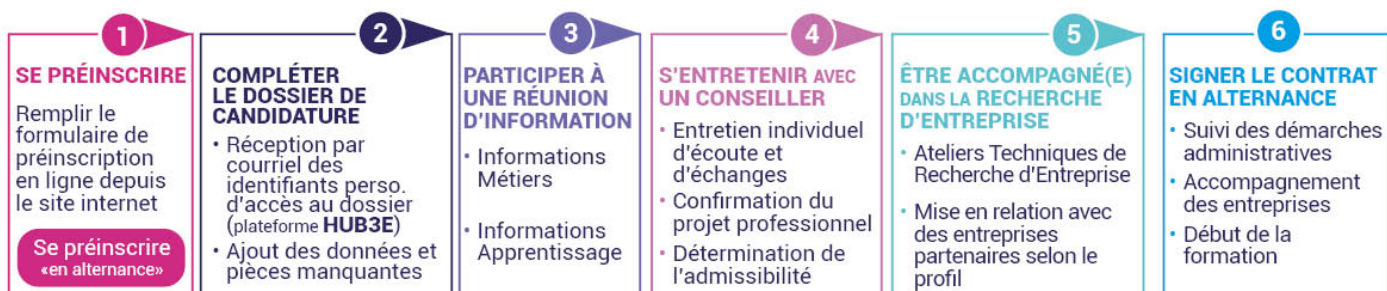 1
SE PRÉINSCRIRE
Remplir le
formulaire de
préinscription
en ligne depuis
le site internet
Se préinscrire
«en alternance»
2
COMPLÉTER
LE DOSSIER DE
CANDIDATURE
• Réception par
courriel des
identifiants perso.
d'accès au dossier
(plateforme HUB3E)
• Ajout des données et
pièces manquantes
3
PARTICIPER À
UNE RÉUNION
D'INFORMATION
• Informations
Métiers
• Informations
Apprentissage
4
S'ENTRETENIR AVEC
UN CONSEILLER
• Entretien individuel
d'écoute et
d'échanges
• Confirmation du
projet professionnel
• Détermination de
l'admissibilité
5
ÊTRE ACCOMPAGNÉ(E)
DANS LA RECHERCHE
D'ENTREPRISE
• Ateliers Techniques de
Recherche d'Entreprise
• Mise en relation avec
des entreprises
partenaires selon le
profil
6
SIGNER LE CONTRAT
EN ALTERNANCE
• Suivi des démarches
administratives
• Accompagnement
des entreprises
• Début de la
formation